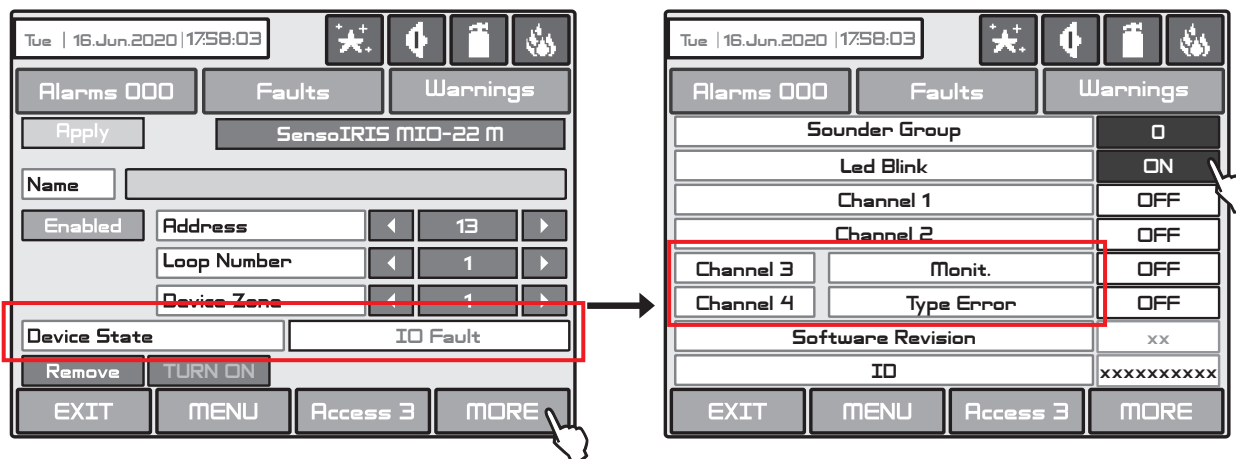 Tue | 16.Jun.2020 | 17:58:03
Alarms 000 Faults Warnings
Apply SensoIRIS MIO-22 M
Name
Enabled Address 13
Loop Number 1
Device Zone 1
Device State IO Fault
Remove TURN ON
EXIT MENU Access 3 MORE
Tue | 16.Jun.2020 | 17:58:03
Alarms 000 Faults Warnings
Sounder Group 0
Led Blink ON
Channel 1 OFF
Channel 2 OFF
Channel 3 Monit. OFF
Channel 4 Type Error OFF
Software Revision xx
ID xxxxxxxxxx
EXIT MENU Access 3 MORE